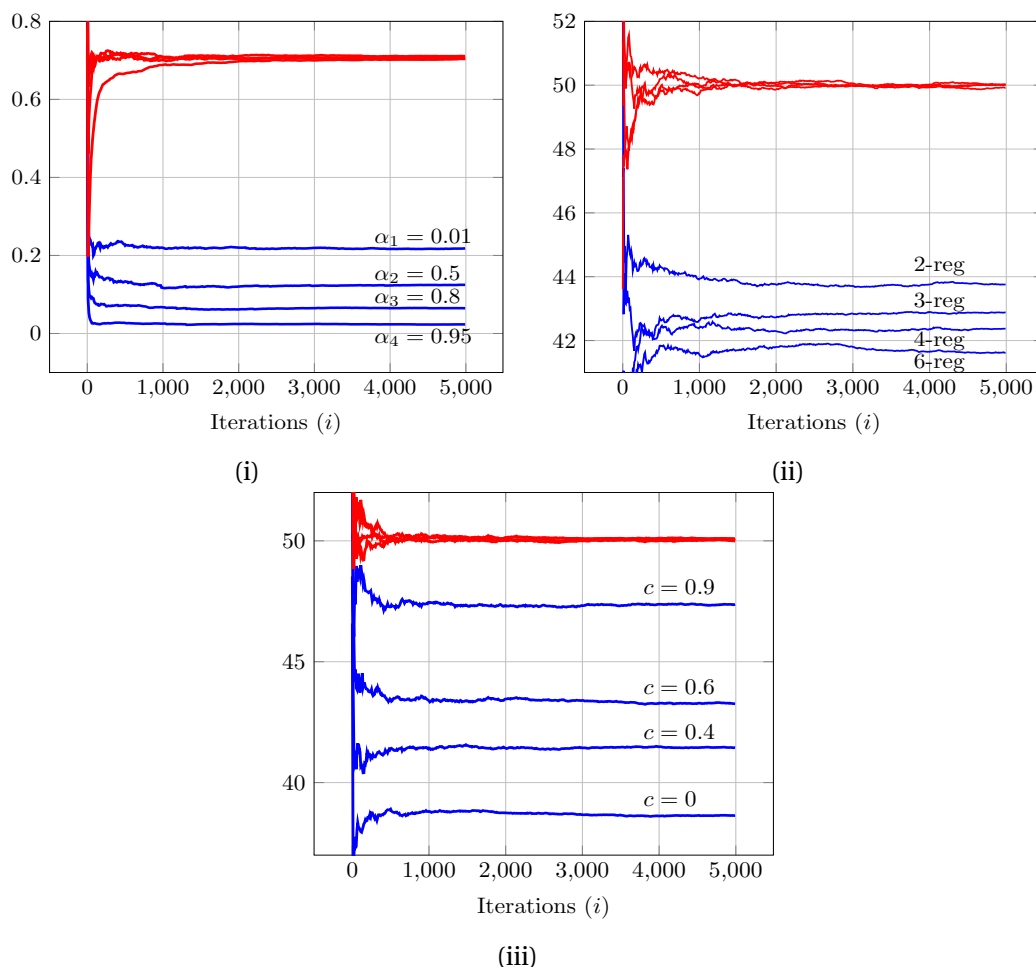 0.8
0.6
0.4
0.2
0
α₁ = 0.01
α₂ = 0.5
α₃ = 0.8
α₄ = 0.95
0 1,000 2,000 3,000 4,000 5,000
Iterations (i)
(i)
52
50
48
46
44
42
2-reg
3-reg
4-reg
6-reg
0 1,000 2,000 3,000 4,000 5,000
Iterations (i)
(ii)
50
45
40
c = 0.9
c = 0.6
c = 0.4
c = 0
0 1,000 2,000 3,000 4,000 5,000
Iterations (i)
(iii)